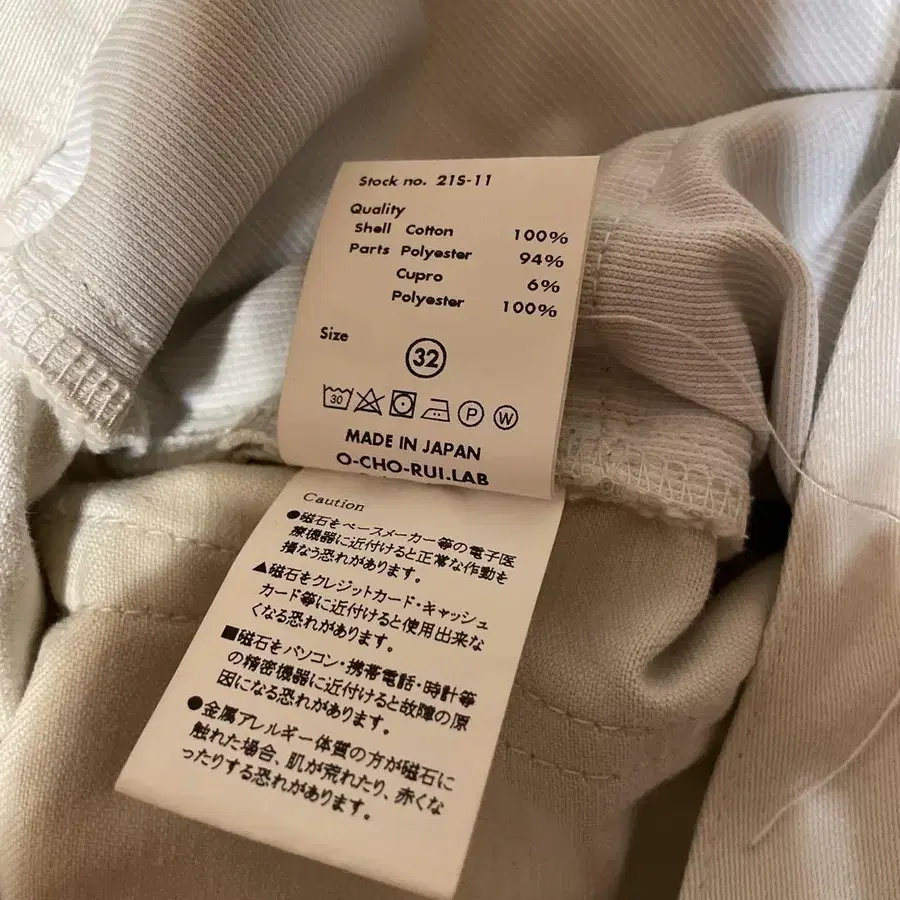 Stock no. 21S-11
Quality
Shell Cotton 100%
Parts Polyester 94%
Cupro 6%
Polyester 100%
Size
32
30 P W
MADE IN JAPAN
O-CHO-RUI.LAB
Caution
●磁石をペースメーカー等の電子医
療機器に近付けると正常な作動を
損なう恐れがあります。
▲磁石をクレジットカード・キャッシュ
カード等に近付けると使用出来な
くなる恐れがあります。
■磁石をパソコン・携帯電話・時計等
の精密機器に近付けると故障の原
因になる恐れがあります。
●金属アレルギー体質の方が磁石に
触れた場合、肌が荒れたり、赤くな
ったりする恐れがあります。